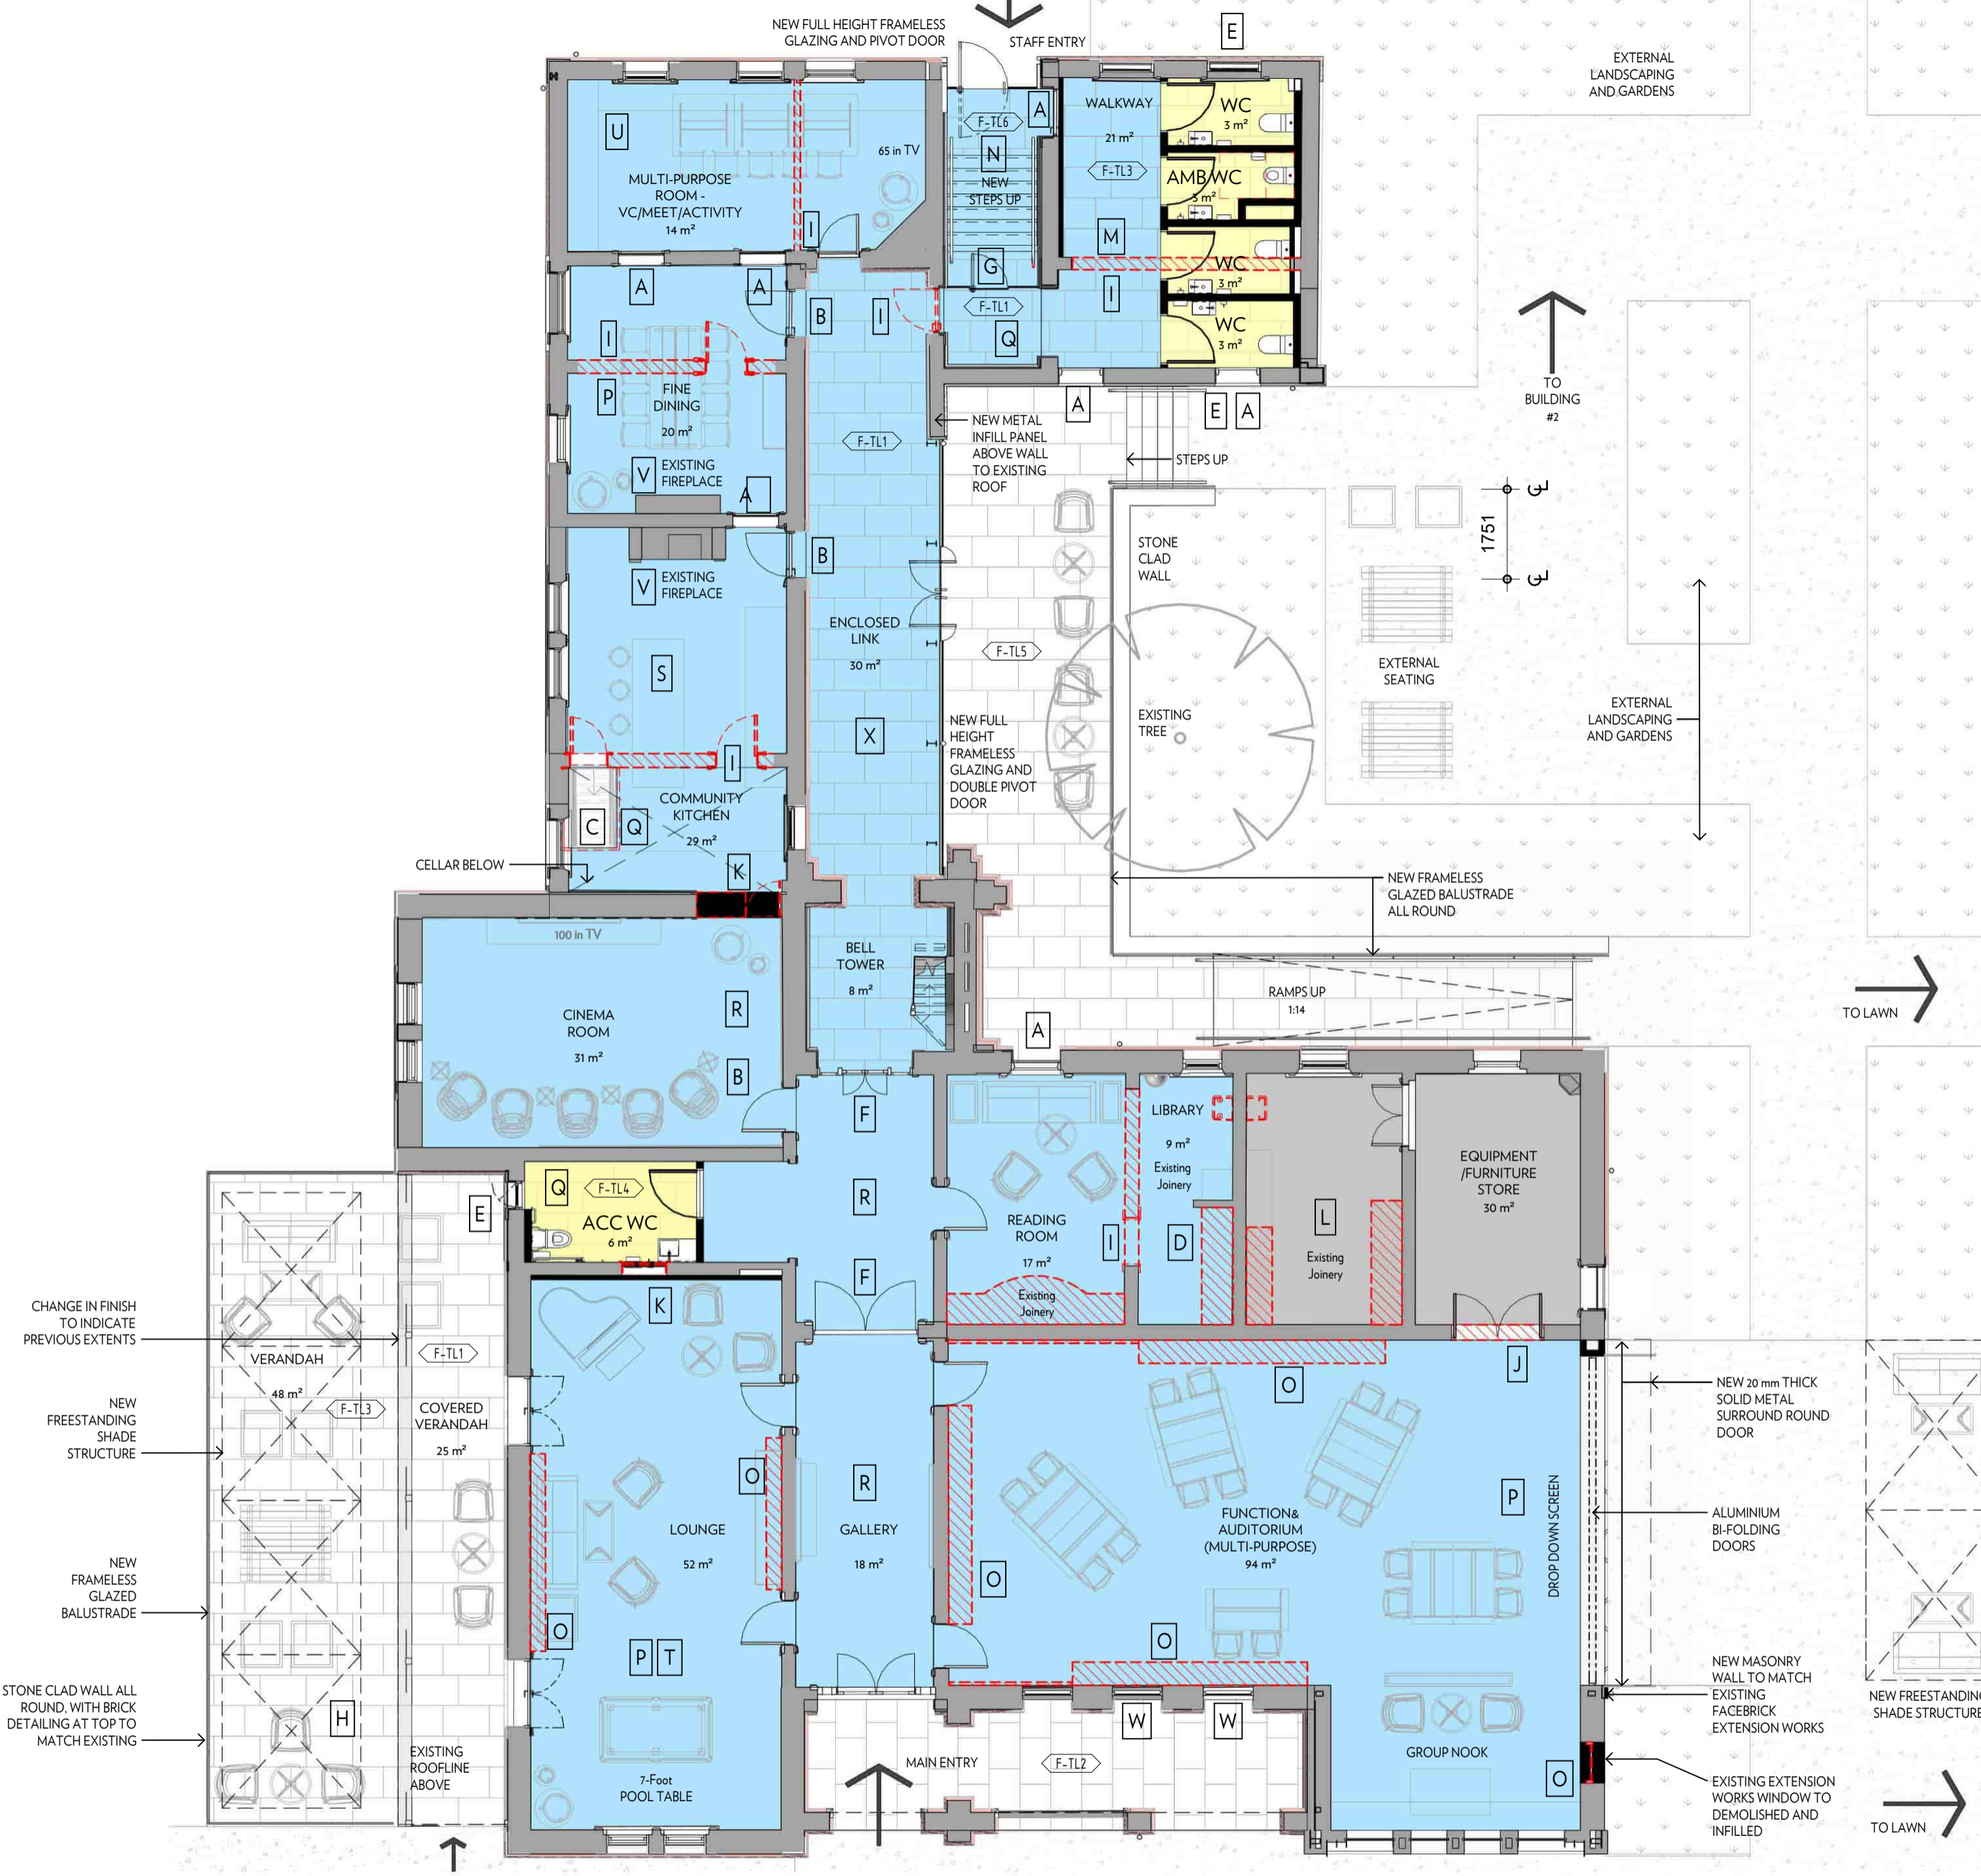 NEW FULL HEIGHT FRAMELESS
GLAZING AND PIVOT DOOR
STAFF ENTRY
E
EXTERNAL
LANDSCAPING
AND GARDENS
U
MULTI-PURPOSE
ROOM -
VC/MEET/ACTIVITY
14 m²
65 in TV
I
F-TL6
A
N
NEW
STEPS UP
G
WALKWAY
21 m²
F-TL3
M
I
WC
3 m²
AMB WC
3 m²
WC
3 m²
WC
3 m²
A
A
I
B
I
F-TL1
Q
P
FINE
DINING
20 m²
V
EXISTING
FIREPLACE
A
F-TL1
A
E
A
NEW METAL
INFILL PANEL
ABOVE WALL
TO EXISTING
ROOF
STEPS UP
TO
BUILDING
#2
1751
V
EXISTING
FIREPLACE
B
S
STONE
CLAD
WALL
ENCLOSED
LINK
30 m²
F-TL5
X
EXISTING
TREE
EXTERNAL
SEATING
EXTERNAL
LANDSCAPING
AND GARDENS
NEW FULL
HEIGHT
FRAMELESS
GLAZING AND
DOUBLE PIVOT
DOOR
I
COMMUNITY
KITCHEN
29 m²
C
Q
K
CELLAR BELOW
NEW FRAMELESS
GLAZED BALUSTRADE
ALL ROUND
100 in TV
CINEMA
ROOM
31 m²
R
B
BELL
TOWER
8 m²
A
RAMPS UP
1:14
TO LAWN
F
R
F
LIBRARY
9 m²
Existing
Joinery
D
READING
ROOM
17 m²
I
Existing
Joinery
L
Existing
Joinery
EQUIPMENT
/FURNITURE
STORE
30 m²
E
Q
F-TL4
ACC WC
6 m²
K
CHANGE IN FINISH
TO INDICATE
PREVIOUS EXTENTS
VERANDAH
48 m²
F-TL3
F-TL1
COVERED
VERANDAH
25 m²
NEW
FREESTANDING
SHADE
STRUCTURE
NEW
FRAMELESS
GLAZED
BALUSTRADE
STONE CLAD WALL ALL
ROUND, WITH BRICK
DETAILING AT TOP TO
MATCH EXISTING
H
EXISTING
ROOFLINE
ABOVE
O
LOUNGE
52 m²
O
P
T
7-Foot
POOL TABLE
R
GALLERY
18 m²
MAIN ENTRY
F-TL2
O
J
O
O
FUNCTION&
AUDITORIUM
(MULTI-PURPOSE)
94 m²
P
DROP DOWN SCREEN
W
W
GROUP NOOK
O
NEW 20 mm THICK
SOLID METAL
SURROUND ROUND
DOOR
ALUMINIUM
BI-FOLDING
DOORS
NEW MASONRY
WALL TO MATCH
EXISTING
FACEBRICK
EXTENSION WORKS
NEW FREESTANDING
SHADE STRUCTURE
EXISTING EXTENSION
WORKS WINDOW TO
DEMOLISHED AND
INFILLED
TO LAWN